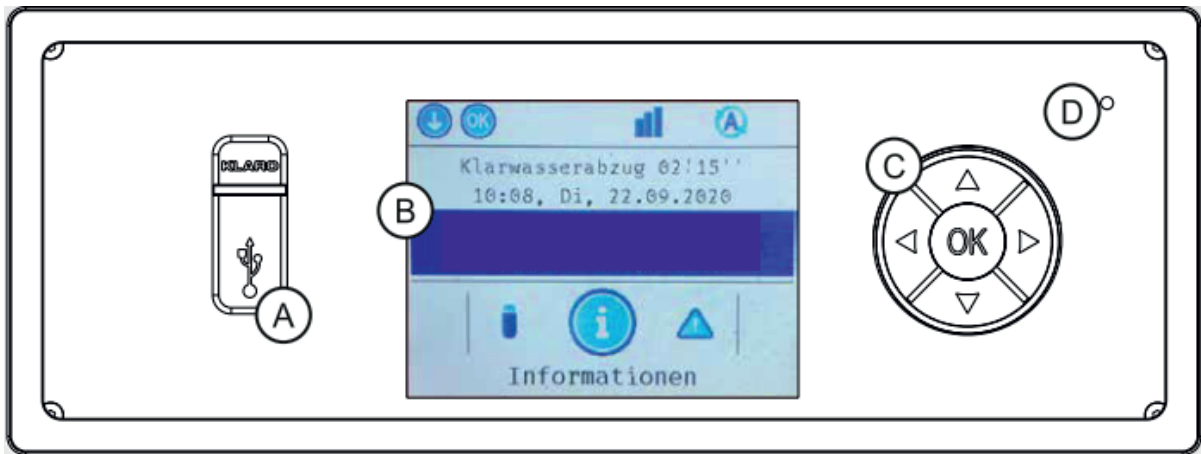 KLARO
A
B
OK
Klarwasserabzug 02'15''
10:08, Di, 22.09.2020
Informationen
C
OK
D